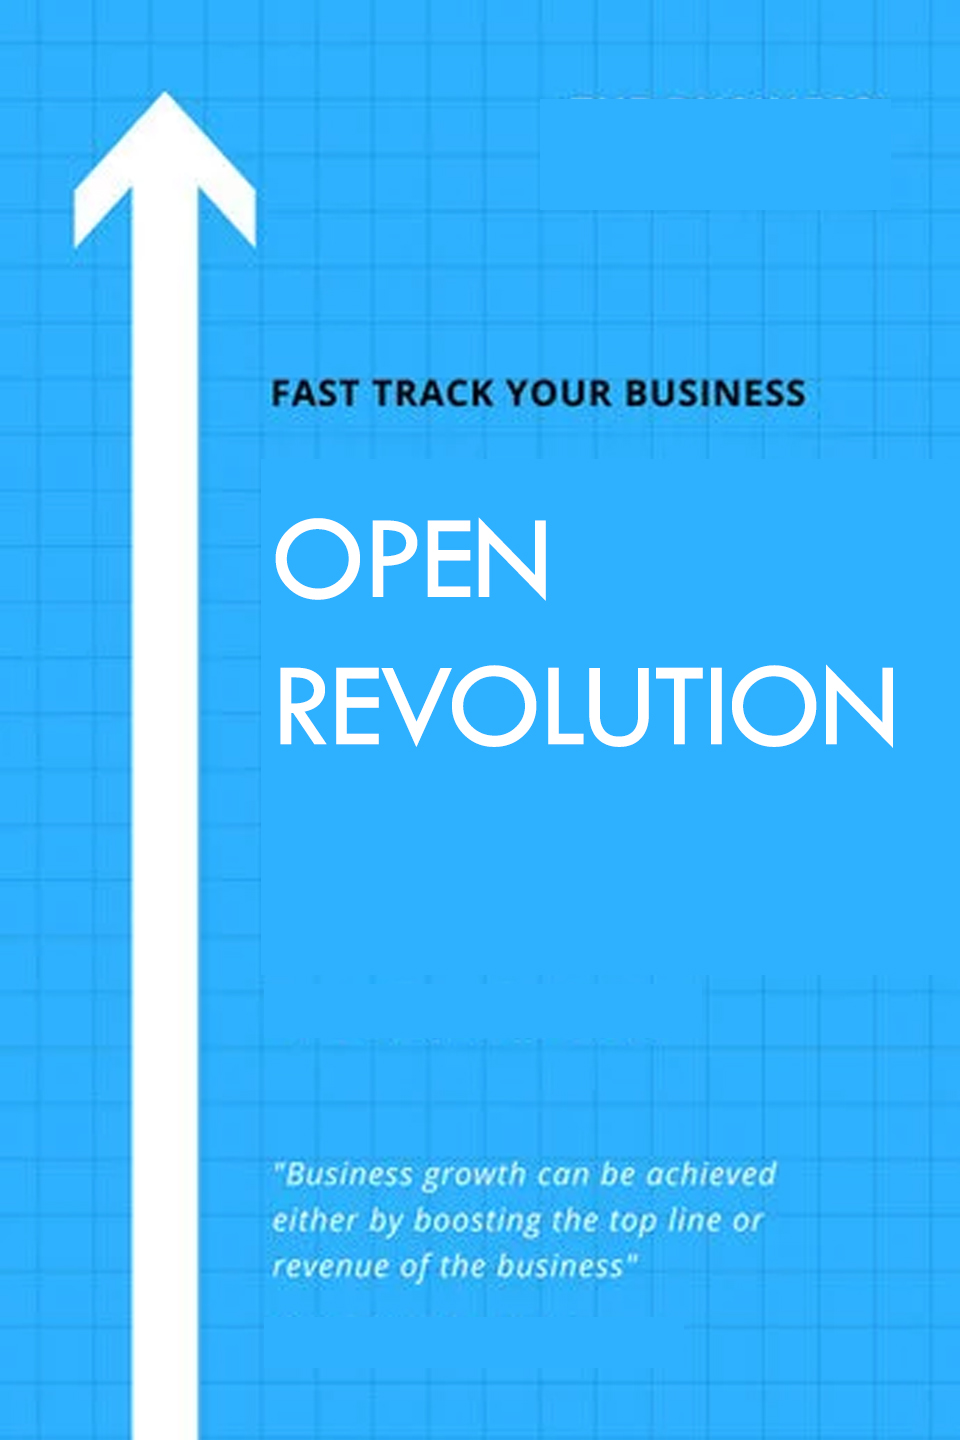 FAST TRACK YOUR BUSINESS
OPEN
REVOLUTION
"Business growth can be achieved
either by boosting the top line or
revenue of the business"